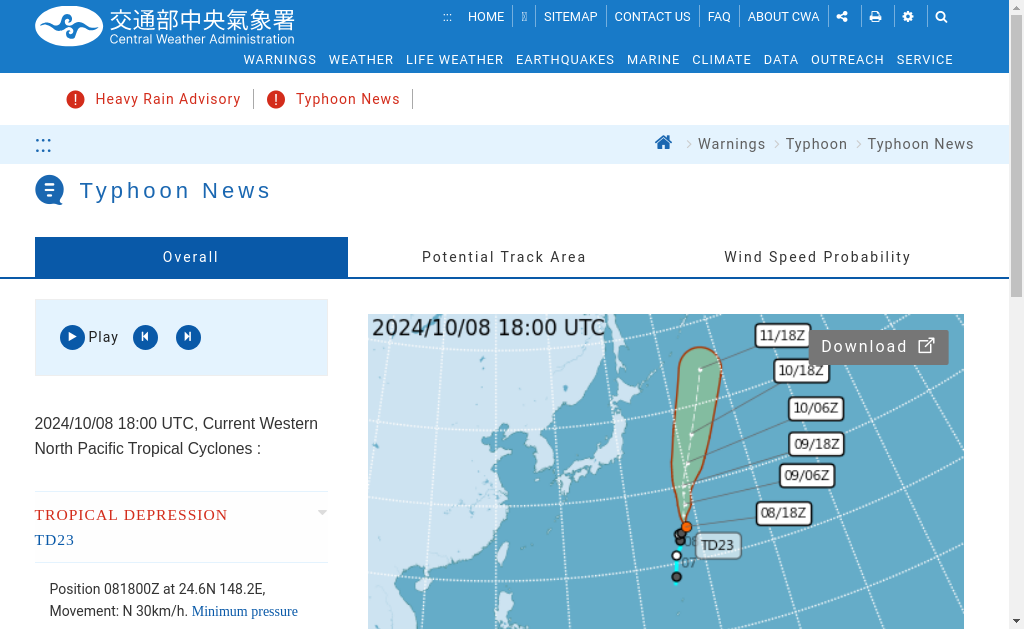 交通部中央氣象署
Central Weather Administration
::: HOME SITEMAP CONTACT US FAQ ABOUT CWA
WARNINGS WEATHER LIFE WEATHER EARTHQUAKES MARINE CLIMATE DATA OUTREACH SERVICE
Heavy Rain Advisory Typhoon News
::: Warnings Typhoon Typhoon News
Typhoon News
Overall Potential Track Area Wind Speed Probability
Play
2024/10/08 18:00 UTC, Current Western
North Pacific Tropical Cyclones :
TROPICAL DEPRESSION
TD23
Position 081800Z at 24.6N 148.2E,
Movement: N 30km/h. Minimum pressure
2024/10/08 18:00 UTC
Download
11/18Z
10/18Z
10/06Z
09/18Z
09/06Z
08/18Z
08
TD23
07